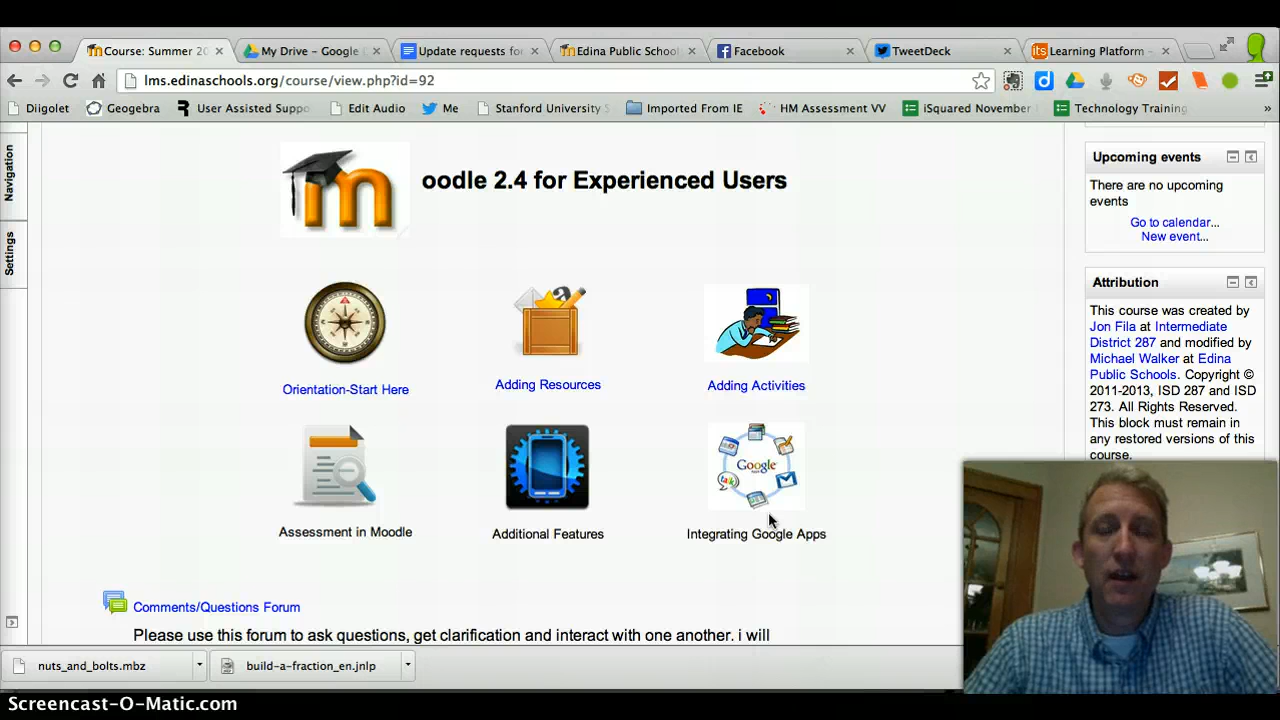 Course: Summer 20
My Drive - Google
Update requests for
Edina Public School
Facebook
TweetDeck
its
Learning Platform -
lms.edinaschools.org/course/view.php?id=92
Diigolet
Geogebra
User Assisted Suppo
Edit Audio
Me
Stanford University
Imported From IE
HM Assessment VV
iSquared November
Technology Training
»
Navigation
Settings
m
oodle 2.4 for Experienced Users
Orientation-Start Here
Adding Resources
Adding Activities
Google
talk
Assessment in Moodle
Additional Features
Integrating Google Apps
Comments/Questions Forum
Please use this forum to ask questions, get clarification and interact with one another. i will
Upcoming events
There are no upcoming
events
Go to calendar...
New event...
Attribution
This course was created by
Jon Fila at Intermediate
District 287 and modified by
Michael Walker at Edina
Public Schools. Copyright ©
2011-2013, ISD 287 and ISD
273. All Rights Reserved.
This block must remain in
any restored versions of this
course.
nuts_and_bolts.mbz
build-a-fraction_en.jnlp
Screencast-O-Matic.com